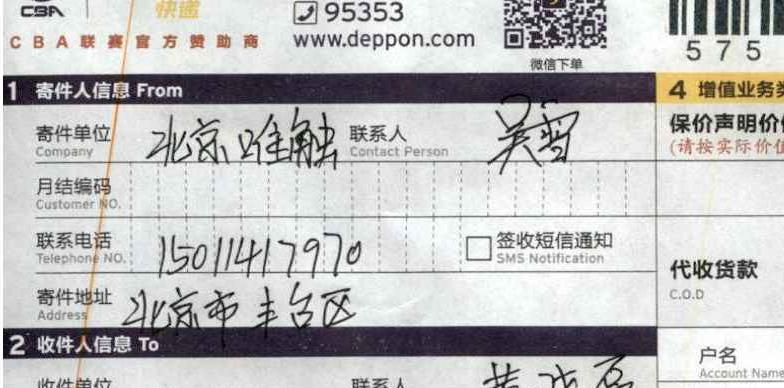 CBA 快递 95353
CBA联赛官方赞助商 www.deppon.com
微信下单 575
1 寄件人信息 From 4 增值业务
寄件单位 北京唯触 联系人 吴雪 保价声明价
Company Contact Person (请按实际价值
月结编码
Customer NO.
联系电话 15011417970 签收短信通知
Telephone NO. SMS Notification
代收货款
C.O.D
寄件地址 北京市丰台区
Address
2 收件人信息 To
户名
Account Name
收件单位 联系人